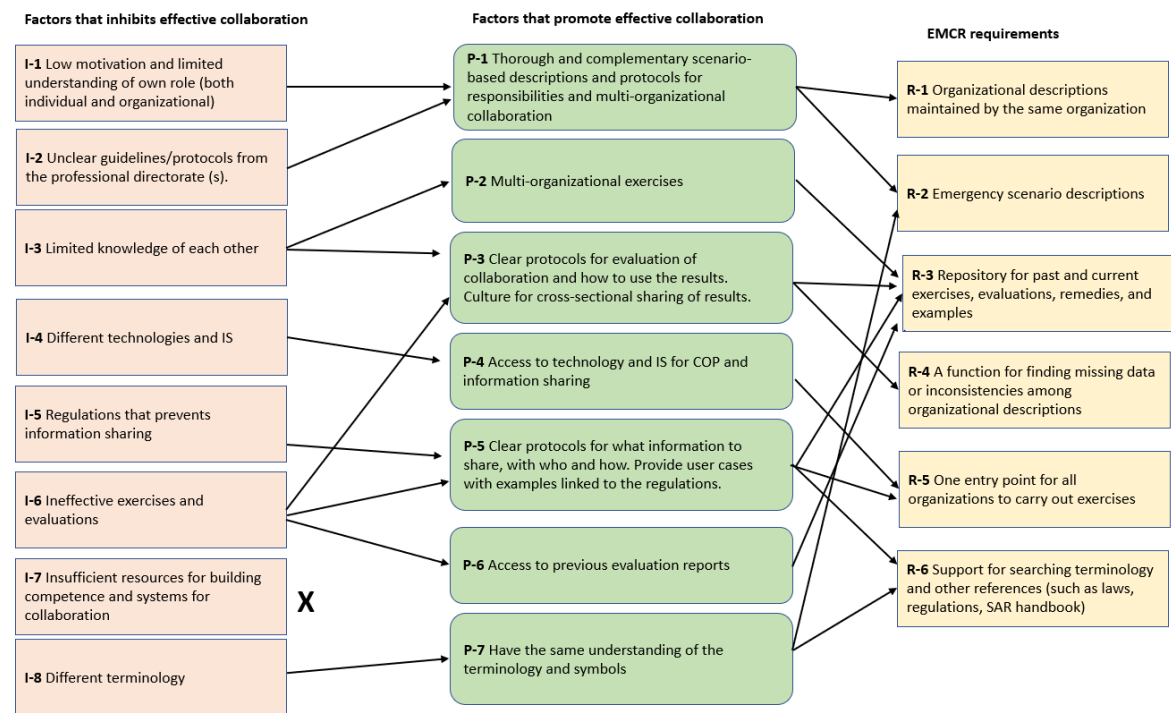 Factors that inhibits effective collaboration
I-1 Low motivation and limited
understanding of own role (both
individual and organizational)
I-2 Unclear guidelines/protocols from
the professional directorate (s).
I-3 Limited knowledge of each other
I-4 Different technologies and IS
I-5 Regulations that prevents
information sharing
I-6 Ineffective exercises and
evaluations
I-7 Insufficient resources for building
competence and systems for
collaboration
X
I-8 Different terminology
Factors that promote effective collaboration
P-1 Thorough and complementary scenario-
based descriptions and protocols for
responsibilities and multi-organizational
collaboration
P-2 Multi-organizational exercises
P-3 Clear protocols for evaluation of
collaboration and how to use the results.
Culture for cross-sectional sharing of results.
P-4 Access to technology and IS for COP and
information sharing
P-5 Clear protocols for what information to
share, with who and how. Provide user cases
with examples linked to the regulations.
P-6 Access to previous evaluation reports
P-7 Have the same understanding of the
terminology and symbols
EMCR requirements
R-1 Organizational descriptions
maintained by the same organization
R-2 Emergency scenario descriptions
R-3 Repository for past and current
exercises, evaluations, remedies, and
examples
R-4 A function for finding missing data
or inconsistencies among
organizational descriptions
R-5 One entry point for all
organizations to carry out exercises
R-6 Support for searching terminology
and other references (such as laws,
regulations, SAR handbook)